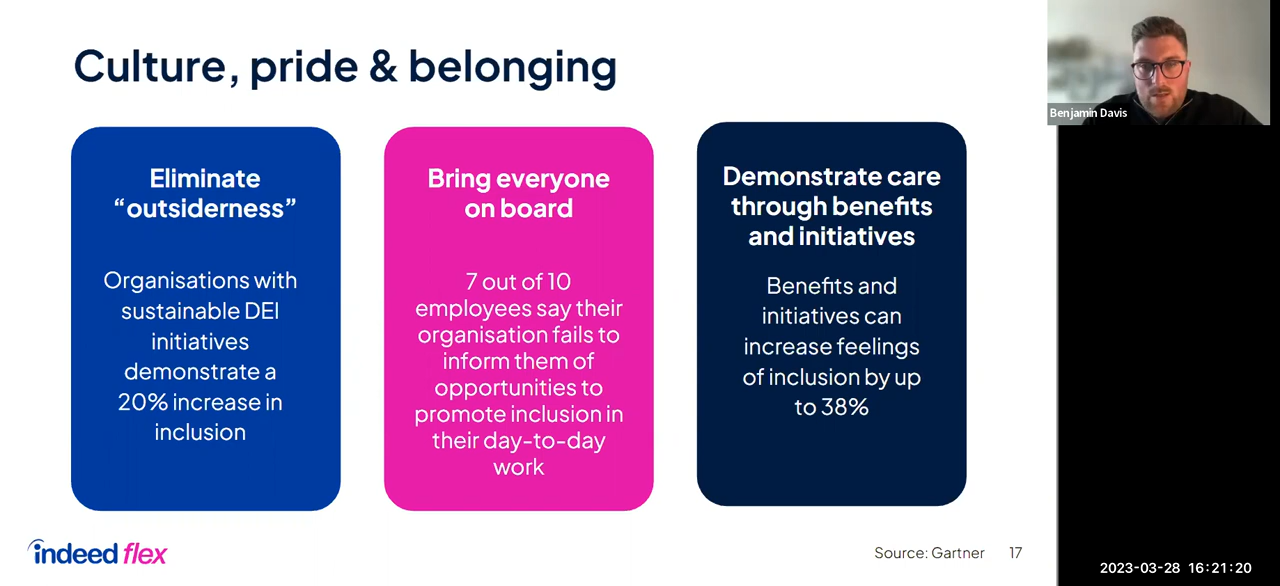 Culture, pride & belonging
Benjamin Davis
Eliminate
“outsiderness”
Organisations with
sustainable DEI
initiatives
demonstrate a
20% increase in
inclusion
Bring everyone
on board
7 out of 10
employees say their
organisation fails to
inform them of
opportunities to
promote inclusion in
their day-to-day
work
Demonstrate care
through benefits
and initiatives
Benefits and
initiatives can
increase feelings
of inclusion by up
to 38%
indeed flex
Source: Gartner 17
2023-03-28 16:21:20